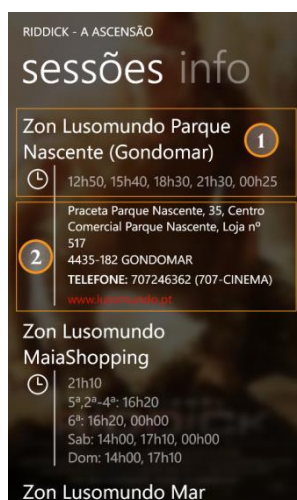 RIDDICK - A ASCENSÃO
sessões info
Zon Lusomundo Parque
Nascente (Gondomar)
1
12h50, 15h40, 18h30, 21h30, 00h25
Praceta Parque Nascente, 35, Centro
Comercial Parque Nascente, Loja nº
517
2
4435-182 GONDOMAR
TELEFONE: 707246362 (707-CINEMA)
www.lusomundo.pt
Zon Lusomundo
MaiaShopping
21h10
5ª,2ª-4ª: 16h20
6ª: 16h20, 00h00
Sab: 14h00, 17h10, 00h00
Dom: 14h00, 17h10
Zon Lusomundo Mar